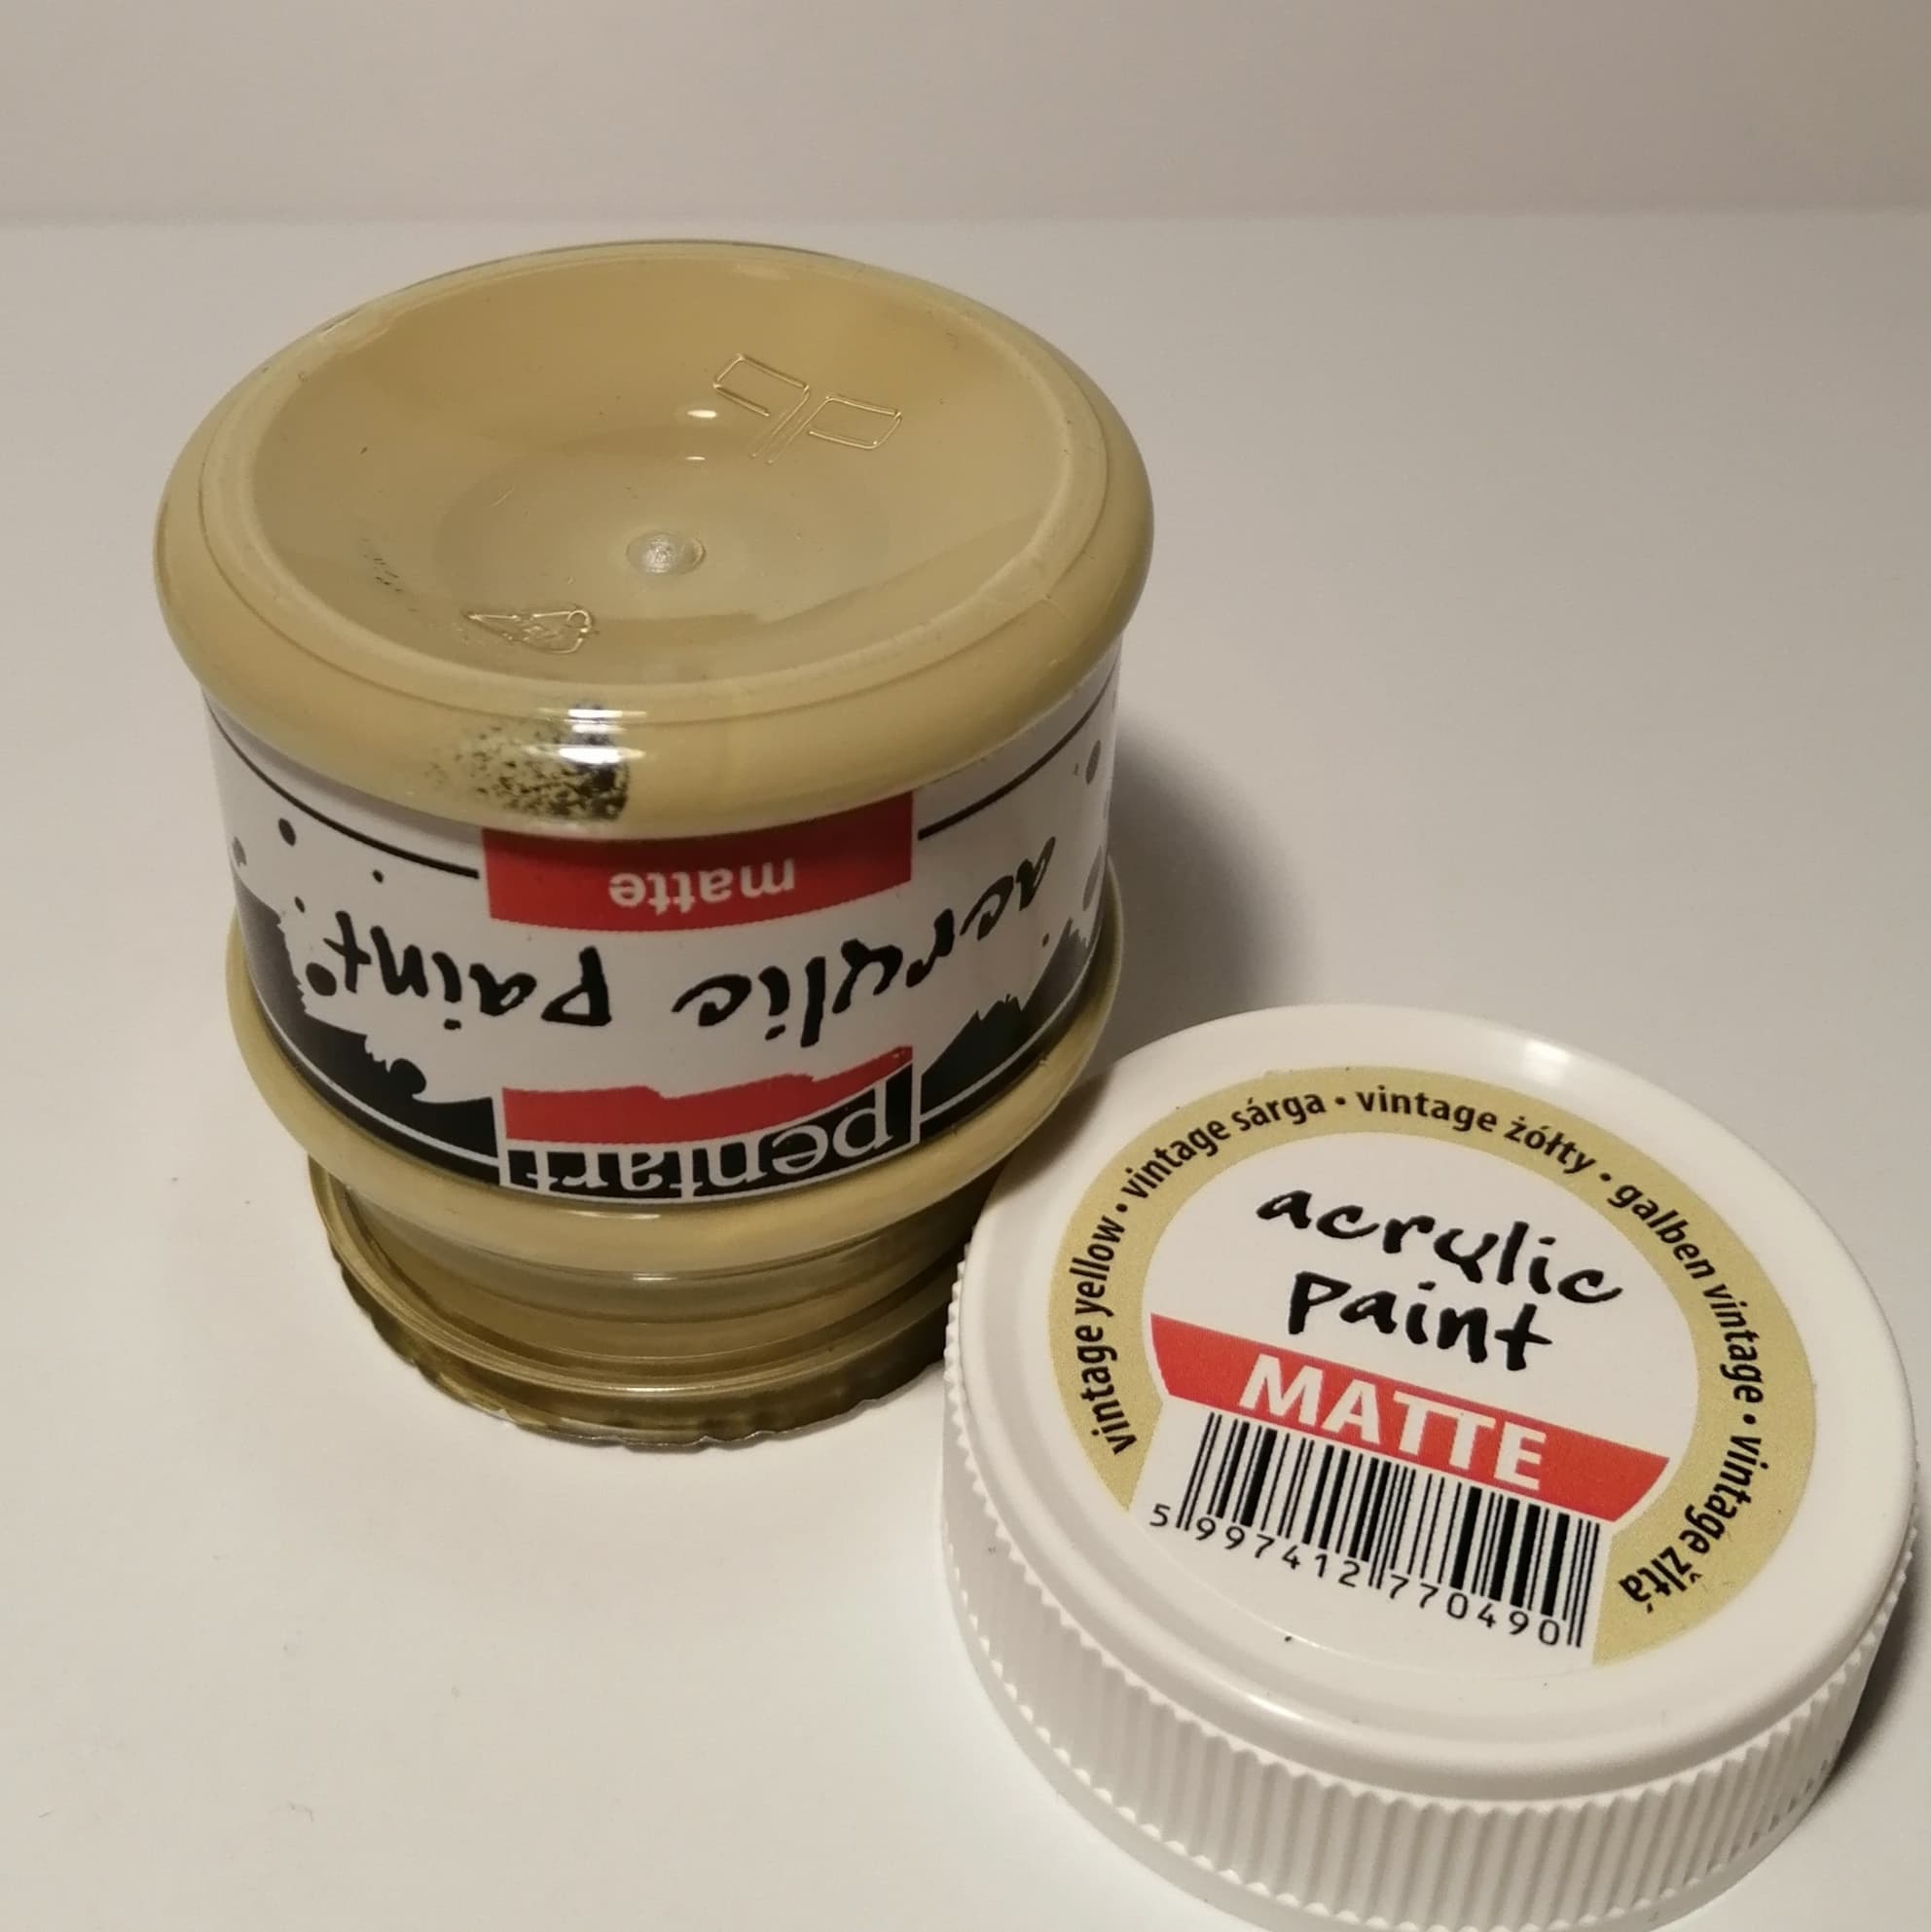 pentart
acrylic paint
matte
vintage yellow • vintage sárga • vintage żółty • galben vintage • vintage žltá
acrylic
paint
MATTE
5 997412 770490